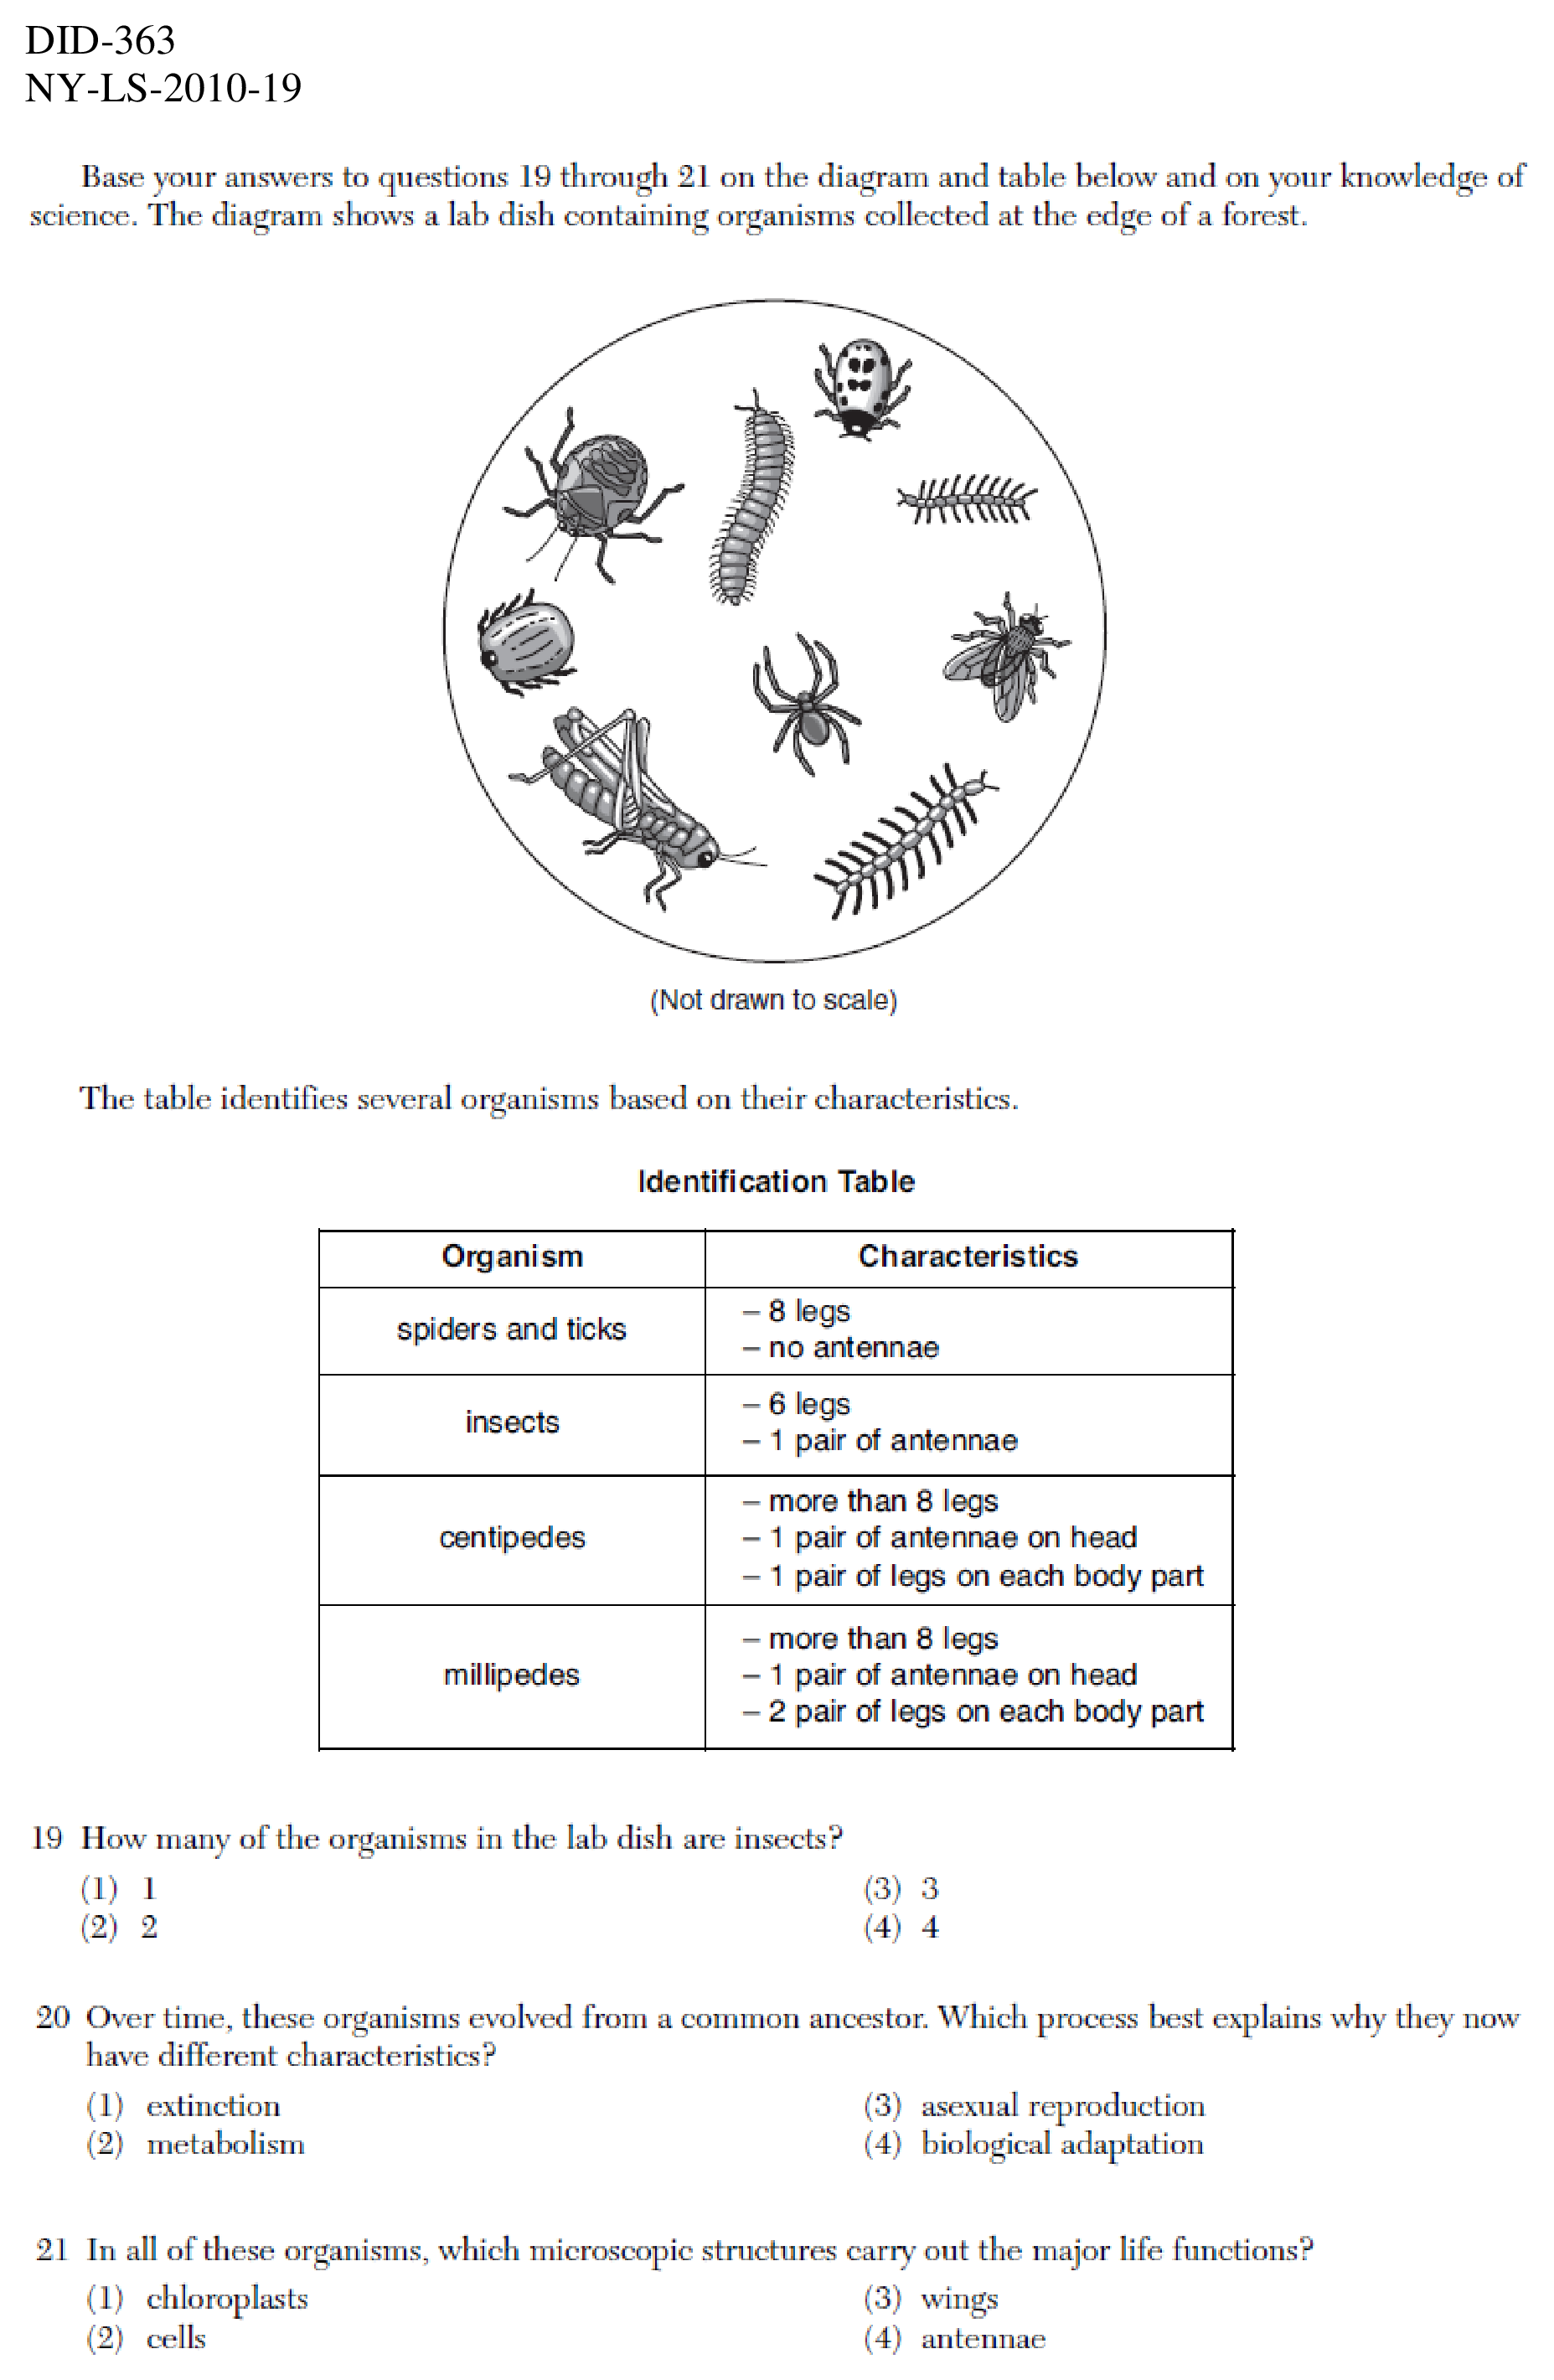 DID-363
NY-LS-2010-19
Base your answers to questions 19 through 21 on the diagram and table below and on your knowledge of
science. The diagram shows a lab dish containing organisms collected at the edge of a forest.
(Not drawn to scale)
The table identifies several organisms based on their characteristics.
Identification Table
Organism Characteristics
spiders and ticks
– 8 legs
– no antennae
insects
– 6 legs
– 1 pair of antennae
centipedes
– more than 8 legs
– 1 pair of antennae on head
– 1 pair of legs on each body part
millipedes
– more than 8 legs
– 1 pair of antennae on head
– 2 pair of legs on each body part
19 How many of the organisms in the lab dish are insects?
(1) 1 (3) 3
(2) 2 (4) 4
20 Over time, these organisms evolved from a common ancestor. Which process best explains why they now
have different characteristics?
(1) extinction (3) asexual reproduction
(2) metabolism (4) biological adaptation
21 In all of these organisms, which microscopic structures carry out the major life functions?
(1) chloroplasts (3) wings
(2) cells (4) antennae